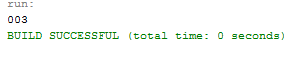 run:
003
BUILD SUCCESSFUL (total time: 0 seconds)